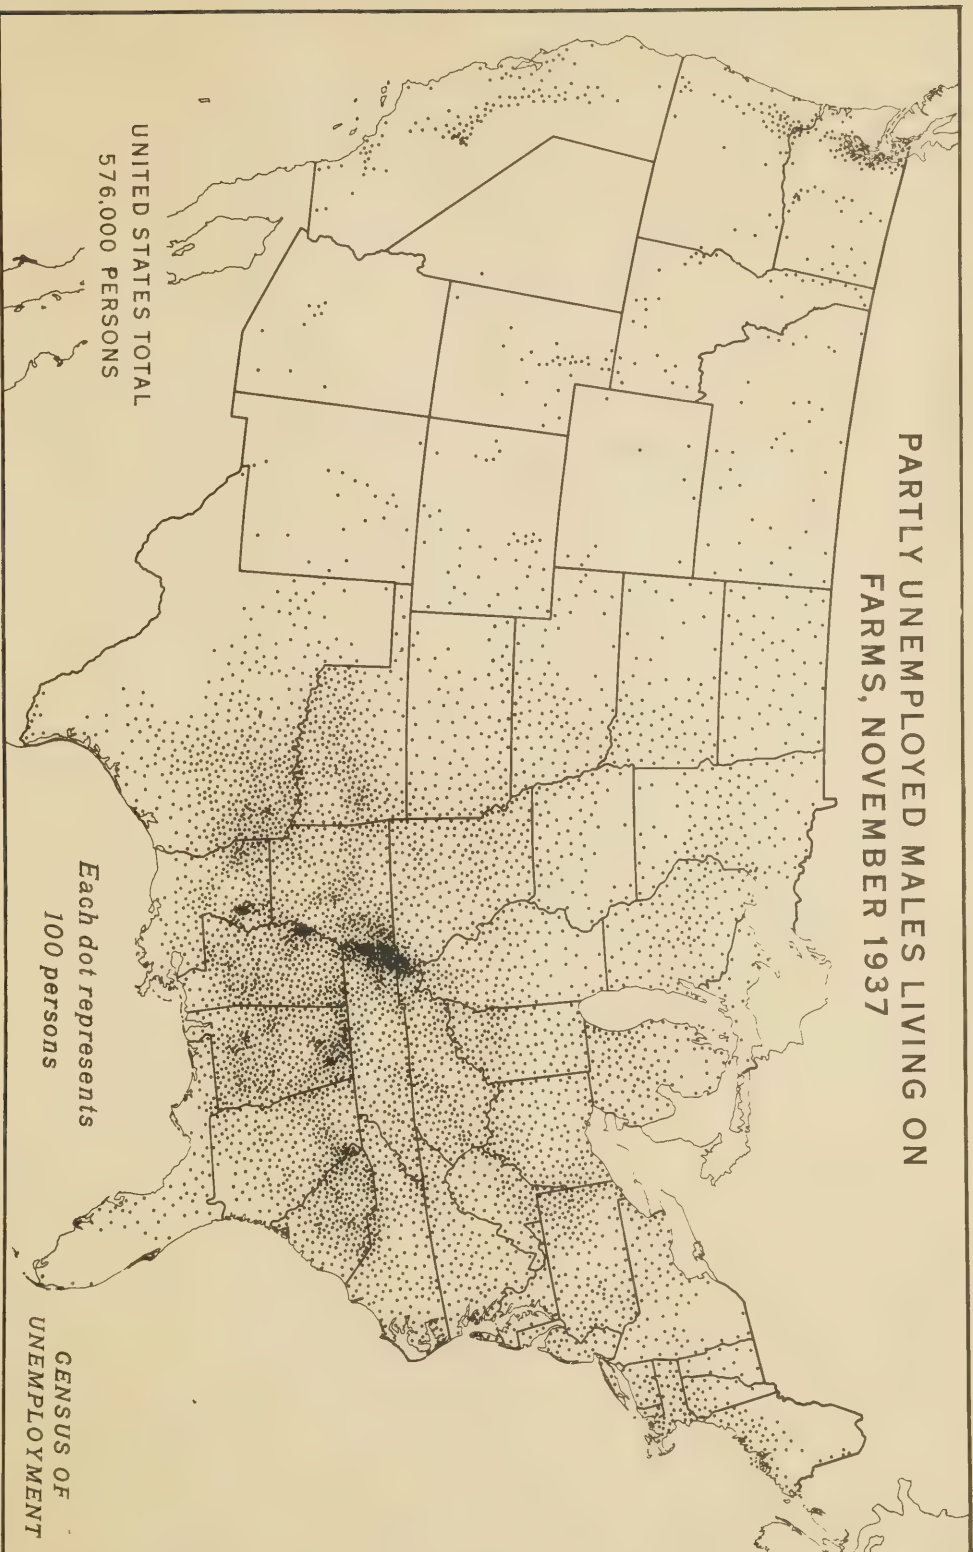 PARTLY UNEMPLOYED MALES LIVING ON
FARMS, NOVEMBER 1937
UNITED STATES TOTAL
576,000 PERSONS
Each dot represents
100 persons
CENSUS OF
UNEMPLOYMENT